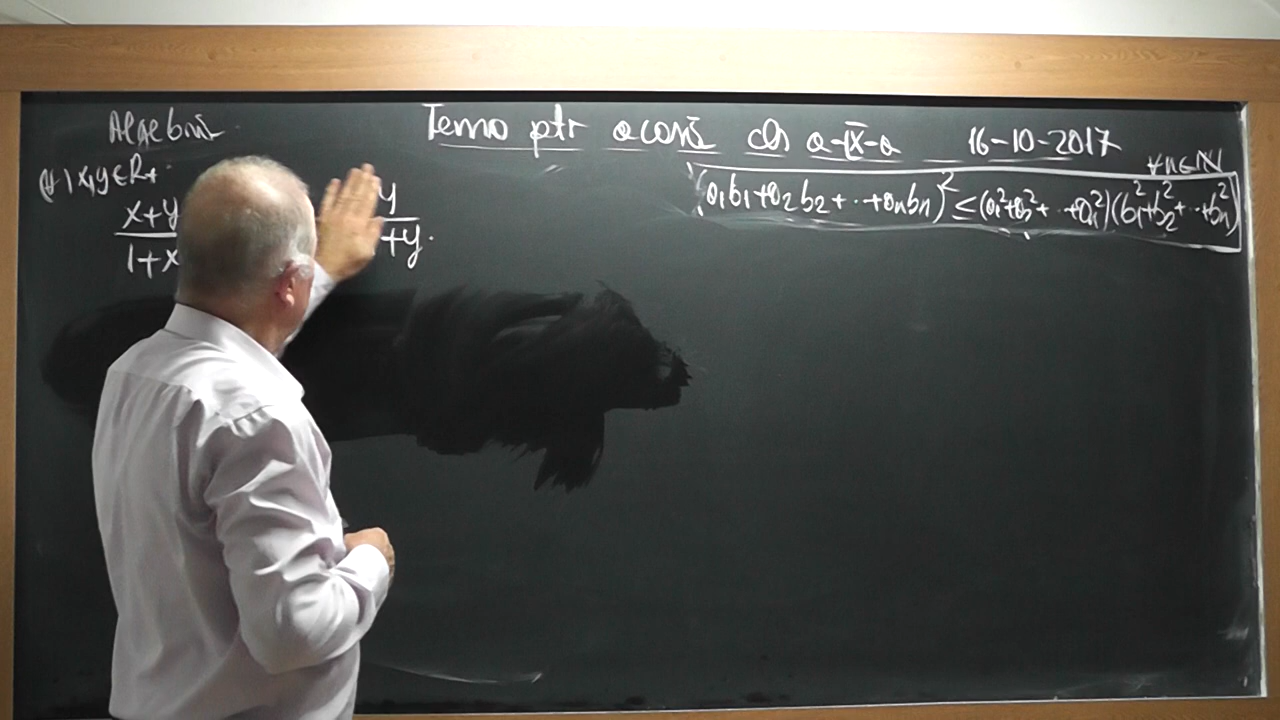 Algebră
Temă ptr acasă cls a-IX-a 16-10-2017
∀n∈N
1 x,y∈R₊
(a₁b₁+a₂b₂+...+aₙbₙ)² ≤ (a₁²+a₂²+...+aₙ²)(b₁²+b₂²+...+bₙ²)
x+y y
1+x +y.